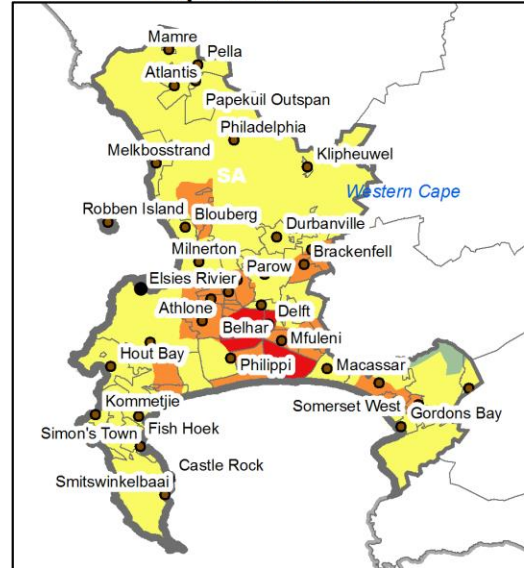 Mamre
Pella
Atlantis
Papekuil Outspan
Philadelphia
Melkbosstrand
Klipheuwel
SA
Western Cape
Robben Island
Blouberg
Durbanville
Milnerton
Brackenfell
Parow
Elsies Rivier
Athlone
Delft
Belhar
Mfuleni
Hout Bay
Philippi
Macassar
Kommetjie
Somerset West
Gordons Bay
Simon's Town
Fish Hoek
Castle Rock
Smitswinkelbaai